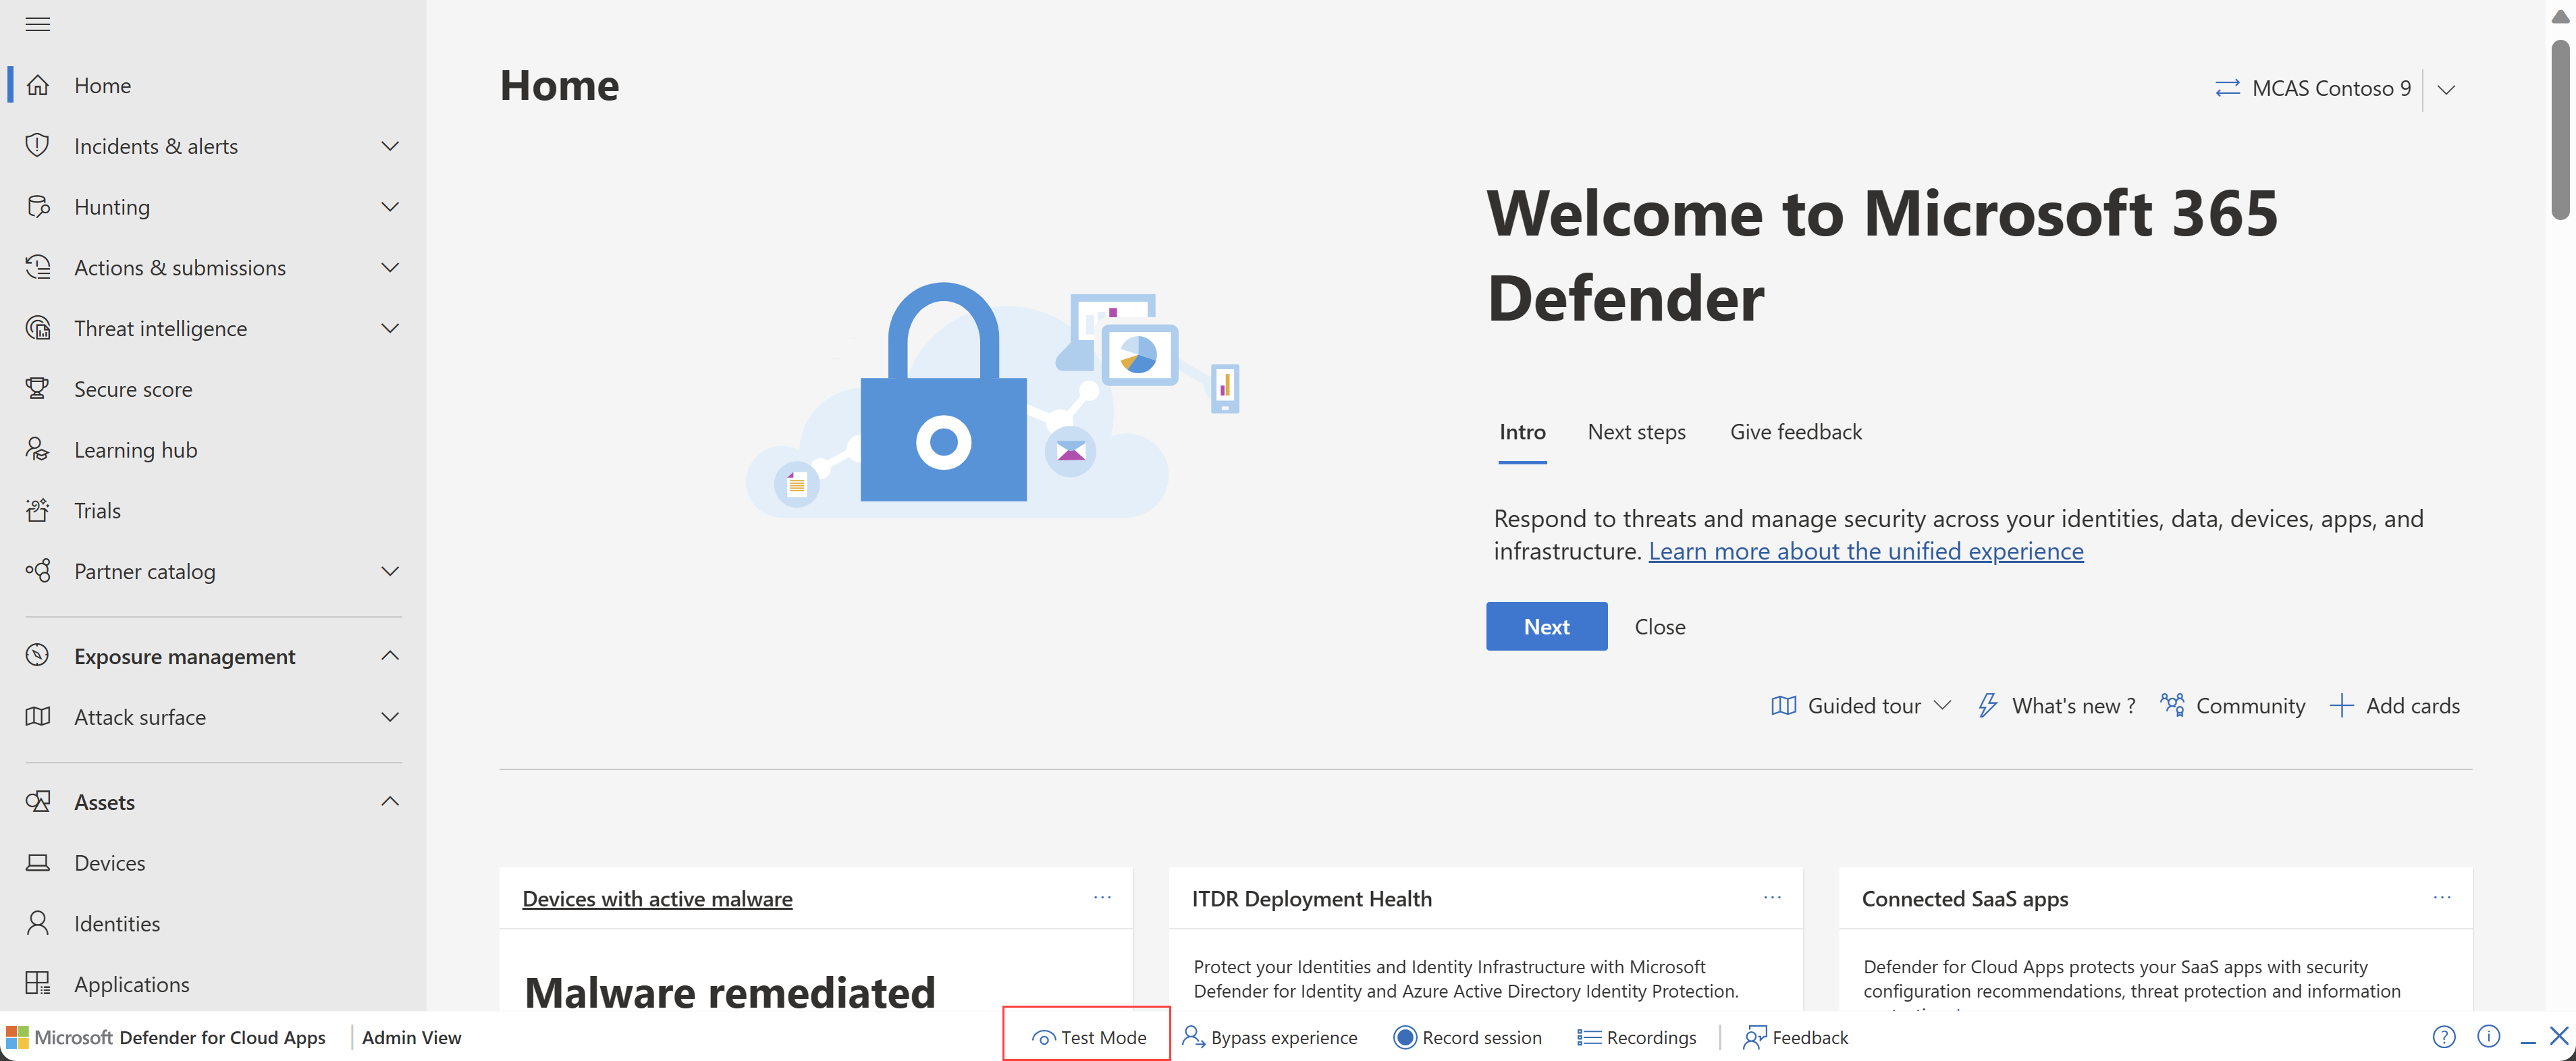 Home
Incidents & alerts
Hunting
Actions & submissions
Threat intelligence
Secure score
Learning hub
Trials
Partner catalog
Exposure management
Attack surface
Assets
Devices
Identities
Applications
Home
MCAS Contoso 9
Welcome to Microsoft 365
Defender
Intro Next steps Give feedback
Respond to threats and manage security across your identities, data, devices, apps, and
infrastructure. Learn more about the unified experience
Next Close
Guided tour What's new ? Community Add cards
Devices with active malware
Malware remediated
ITDR Deployment Health
Protect your Identities and Identity Infrastructure with Microsoft
Defender for Identity and Azure Active Directory Identity Protection.
Connected SaaS apps
Defender for Cloud Apps protects your SaaS apps with security
configuration recommendations, threat protection and information
Microsoft Defender for Cloud Apps Admin View Test Mode Bypass experience Record session Recordings Feedback